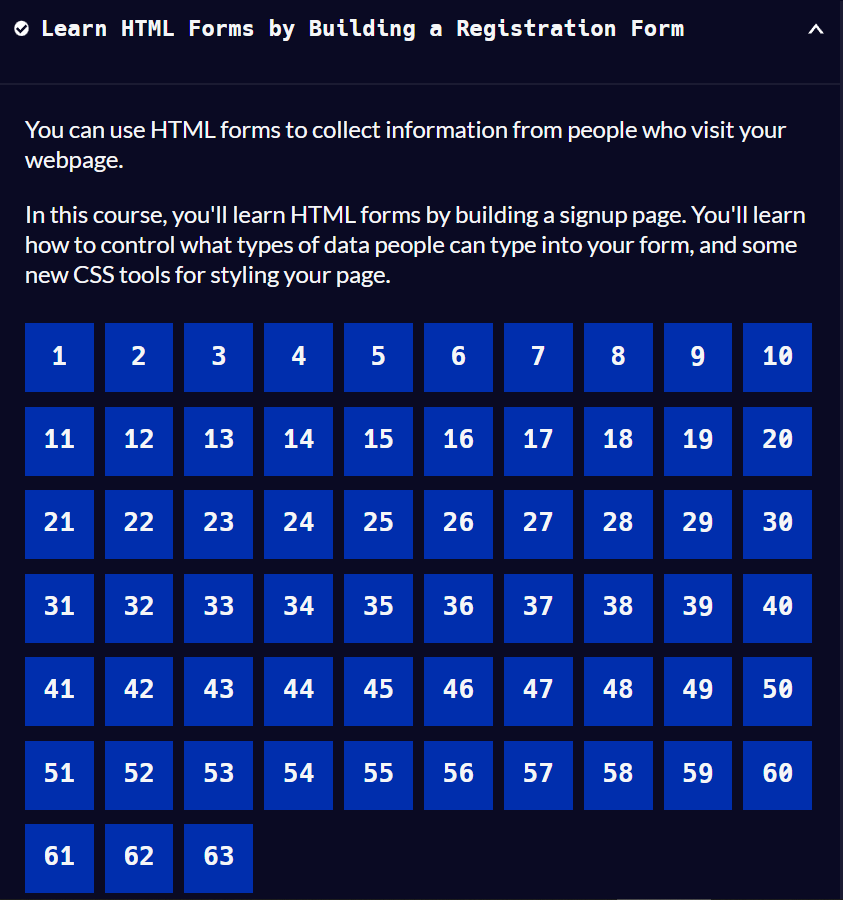 Learn HTML Forms by Building a Registration Form
You can use HTML forms to collect information from people who visit your
webpage.
In this course, you'll learn HTML forms by building a signup page. You'll learn
how to control what types of data people can type into your form, and some
new CSS tools for styling your page.
1 2 3 4 5 6 7 8 9 10
11 12 13 14 15 16 17 18 19 20
21 22 23 24 25 26 27 28 29 30
31 32 33 34 35 36 37 38 39 40
41 42 43 44 45 46 47 48 49 50
51 52 53 54 55 56 57 58 59 60
61 62 63